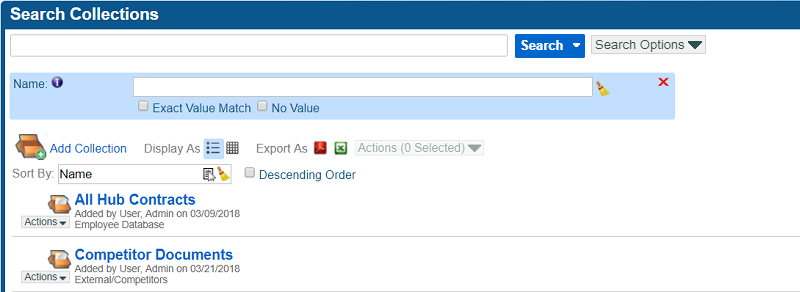 Search Collections
Search
Search Options
Name:
Exact Value Match No Value
Add Collection Display As Export As Actions (0 Selected)
Sort By: Name Descending Order
All Hub Contracts
Added by User, Admin on 03/09/2018
Actions
Employee Database
Competitor Documents
Added by User, Admin on 03/21/2018
Actions
External/Competitors